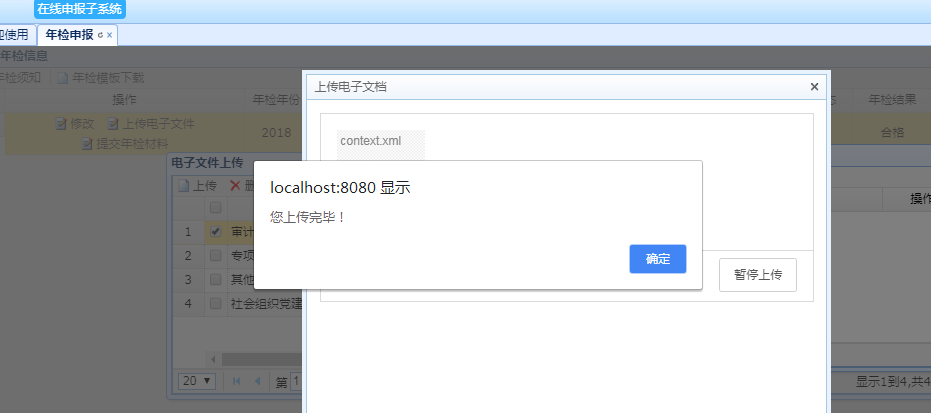 在线申报子系统
迎使用 年检申报
年检信息
年检须知 年检模板下载
操作 年检年份 年检结果
修改 上传电子文件 2018 合格
提交年检材料
上传电子文档
context.xml
电子文件上传
上传
操作
localhost:8080 显示
您上传完毕！
确定
暂停上传
1 审计
2 专项
3 其他
4 社会组织党建
20 第 1
显示1到4,共4